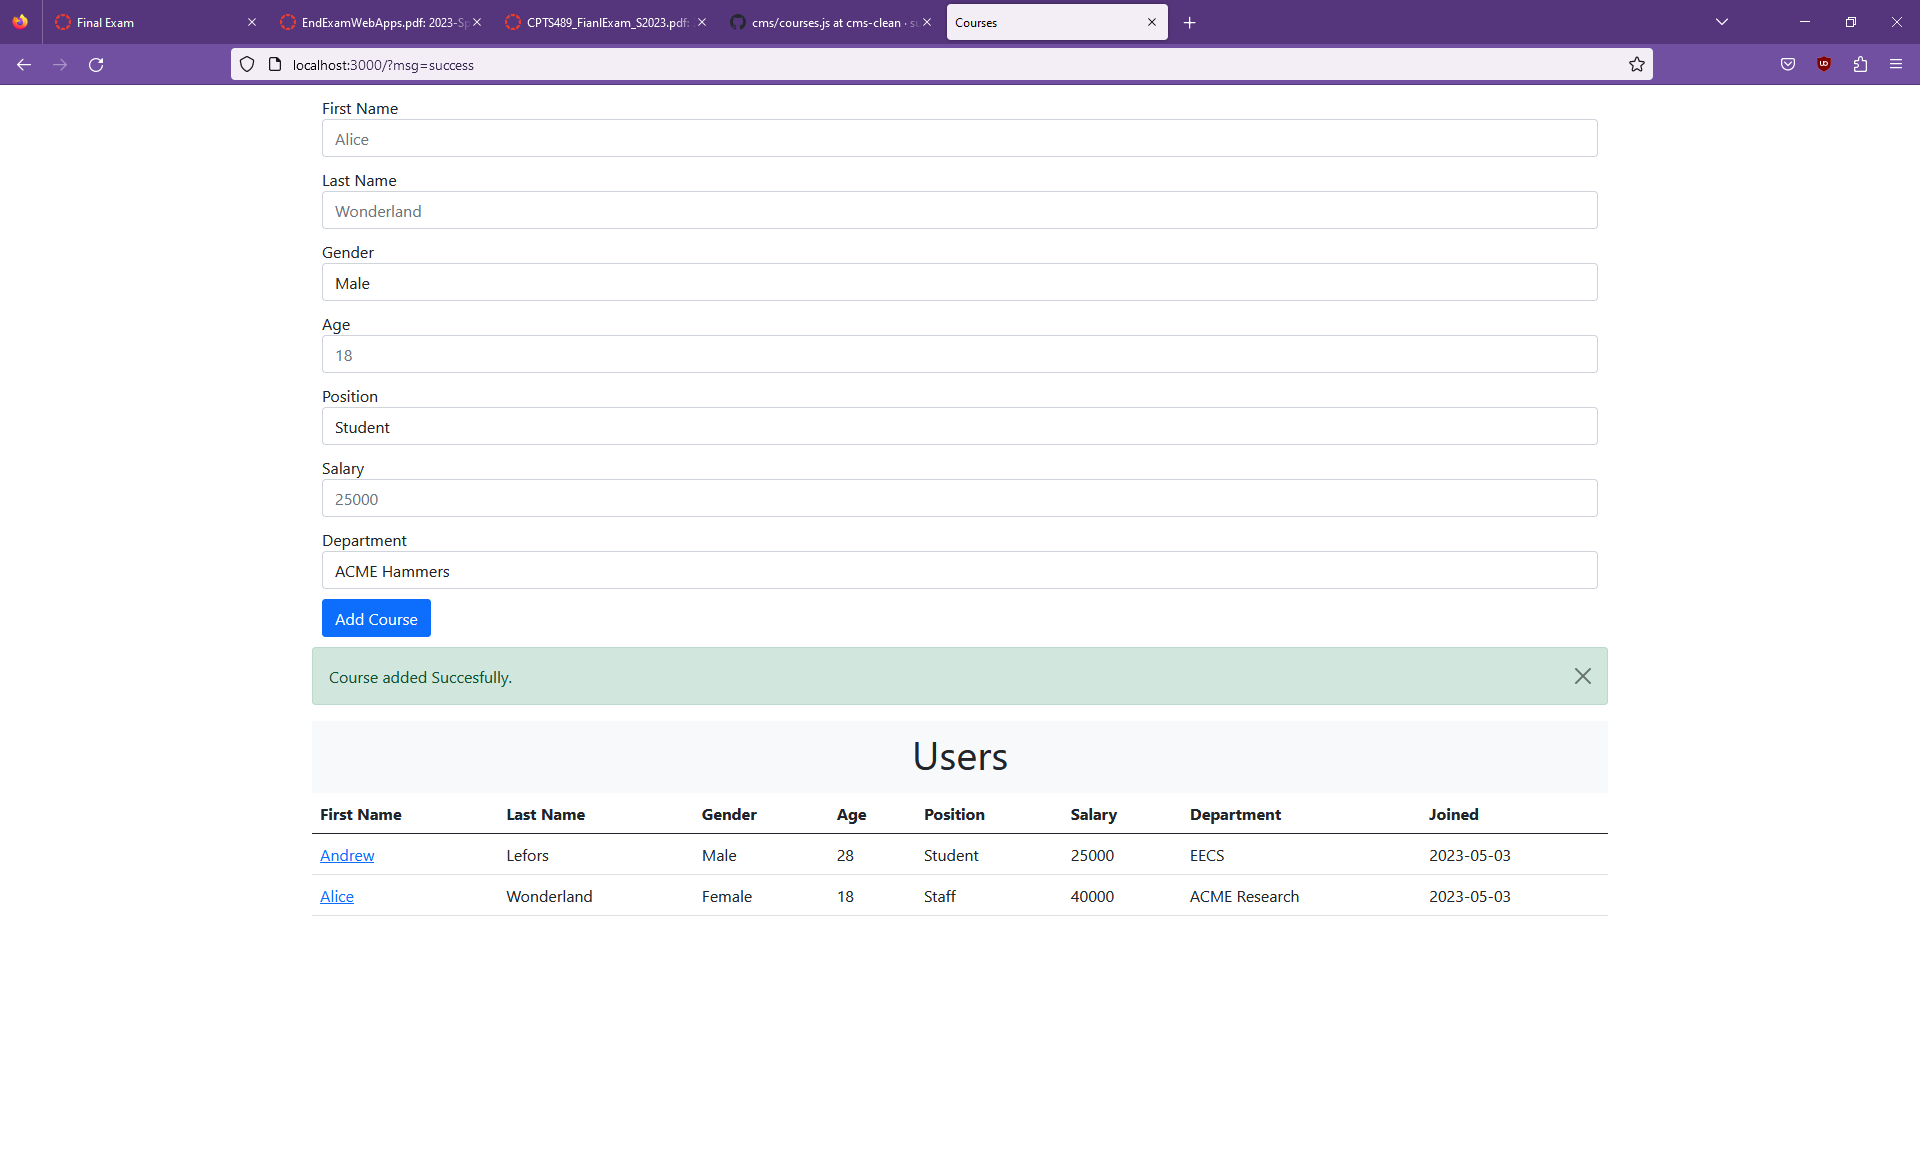 Final Exam
EndExamWebApps.pdf: 2023-Sp
CPTS489_FianlExam_S2023.pdf:
cms/courses.js at cms-clean · su
Courses
localhost:3000/?msg=success
First Name
Alice
Last Name
Wonderland
Gender
Male
Age
18
Position
Student
Salary
25000
Department
ACME Hammers
Add Course
Course added Succesfully.
Users
First Name Last Name Gender Age Position Salary Department Joined
Andrew Lefors Male 28 Student 25000 EECS 2023-05-03
Alice Wonderland Female 18 Staff 40000 ACME Research 2023-05-03